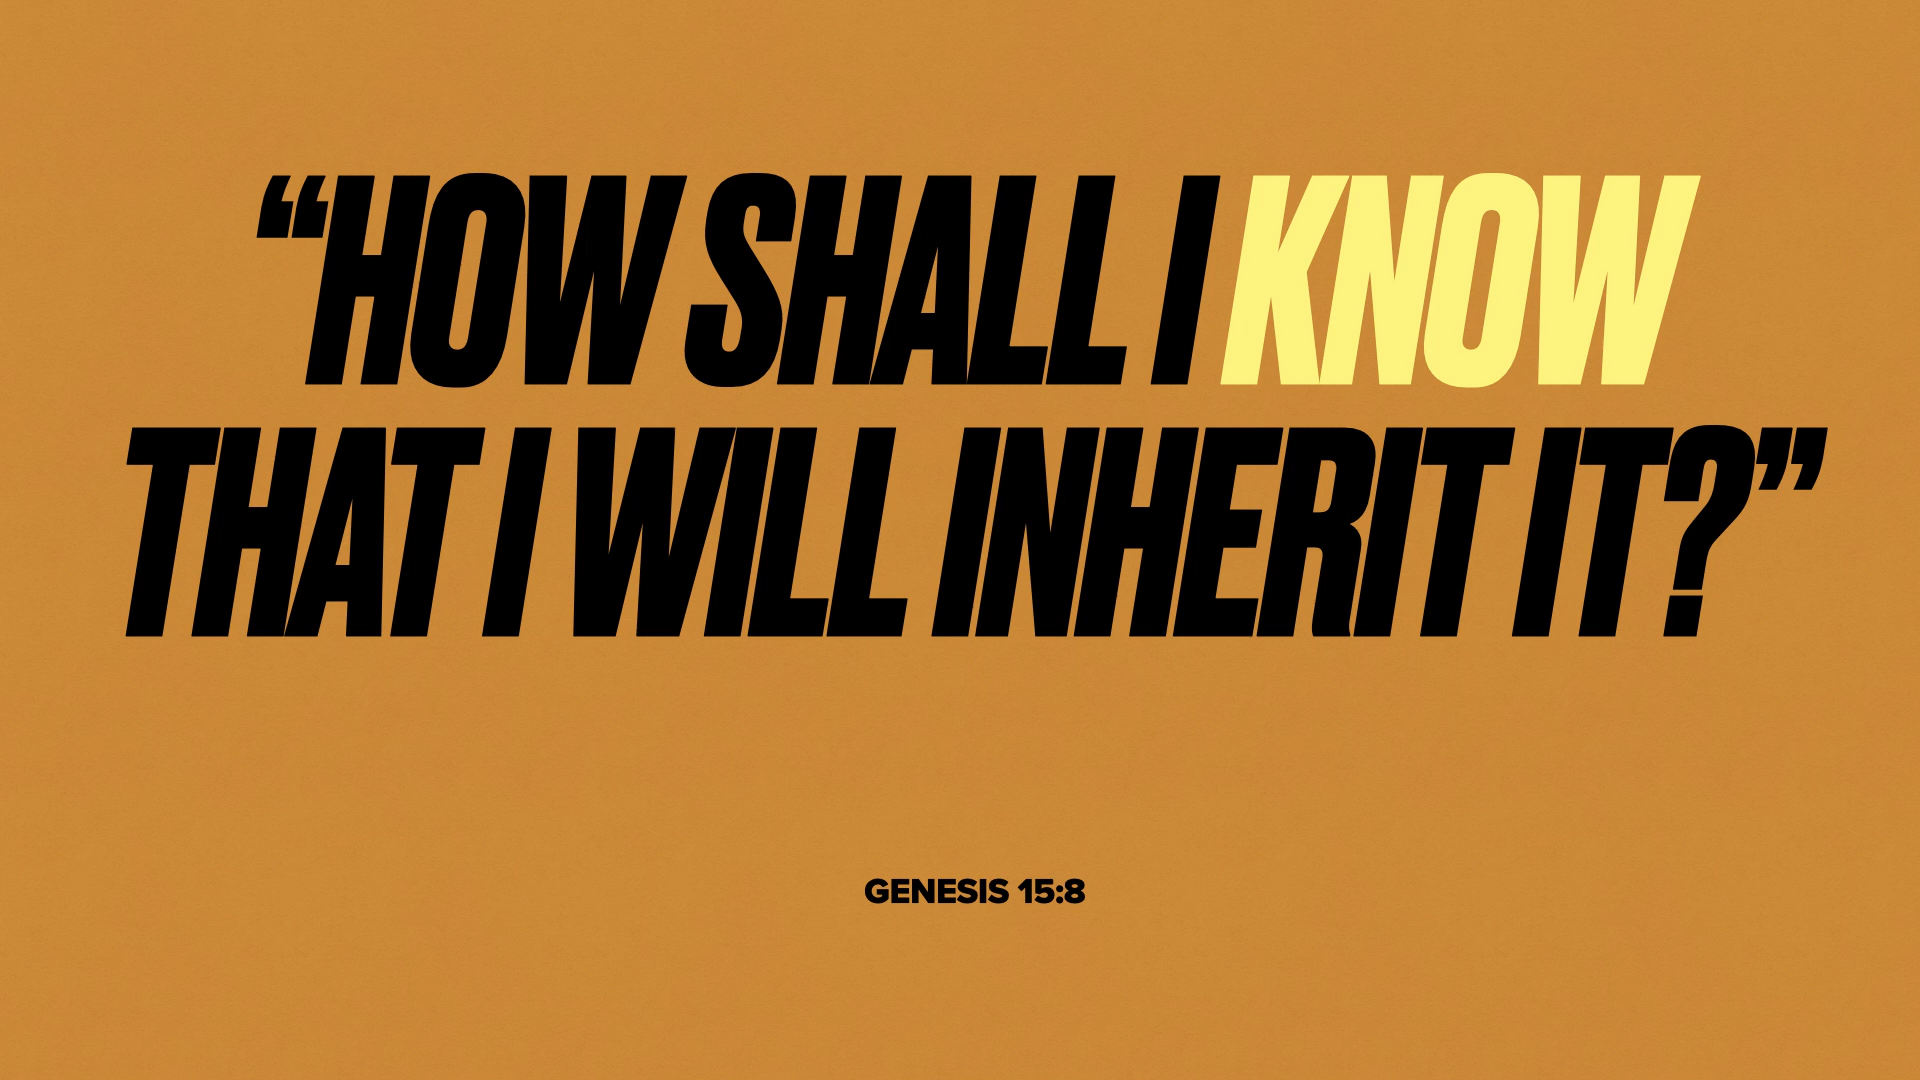 “HOW SHALL I KNOW
THAT I WILL INHERIT IT?”
GENESIS 15:8